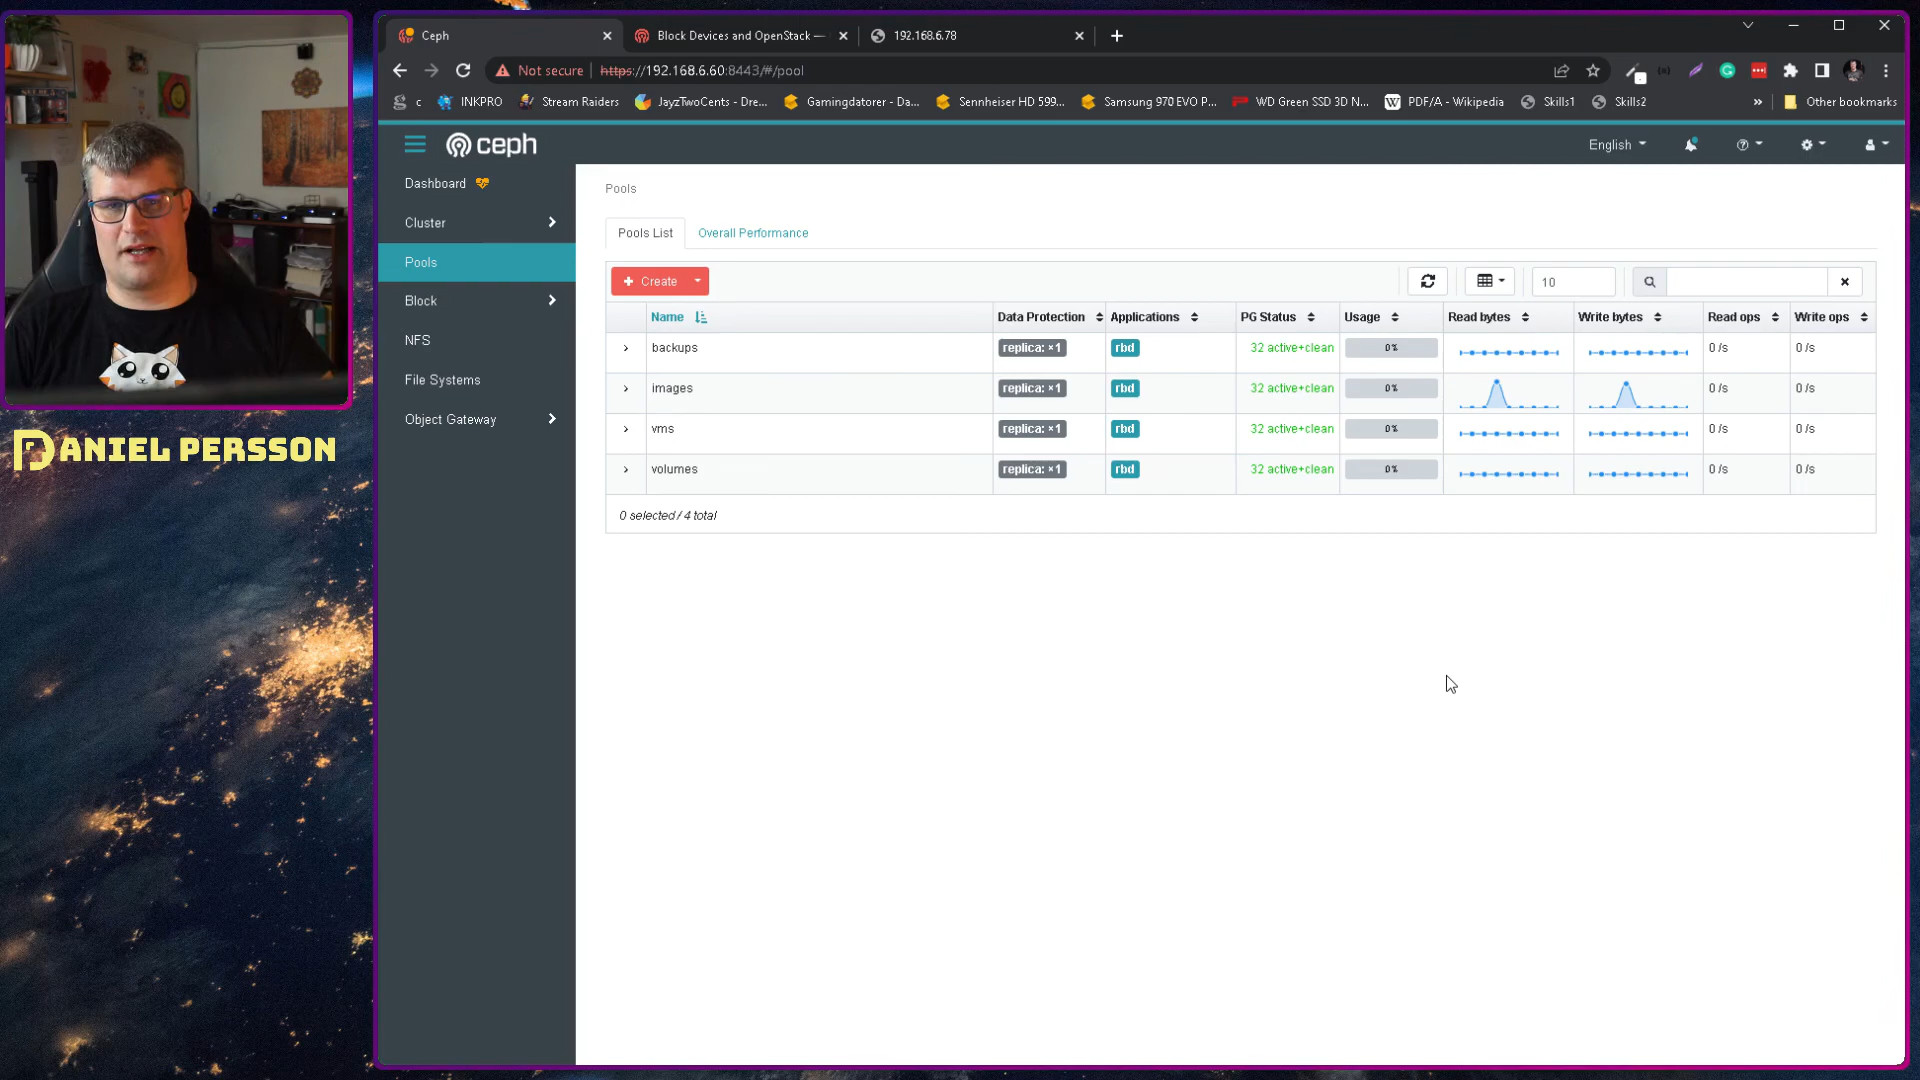 Ceph
Block Devices and OpenStack —
192.168.6.78
Not secure https://192.168.6.60:8443/#/pool
c
INKPRO
Stream Raiders
JayzTwoCents - Dre...
Gamingdatorer - Da...
Sennheiser HD 599...
Samsung 970 EVO P...
WD Green SSD 3D N...
PDF/A - Wikipedia
Skills1
Skills2
»
Other bookmarks
ceph
English
Dashboard
Cluster
Pools
Block
NFS
File Systems
Object Gateway
DANIEL PERSSON
Pools
Pools List Overall Performance
+ Create
10
Name Data Protection Applications PG Status Usage Read bytes Write bytes Read ops Write ops
backups replica: ×1 rbd 32 active+clean 0% 0 /s 0 /s
images replica: ×1 rbd 32 active+clean 0% 0 /s 0 /s
vms replica: ×1 rbd 32 active+clean 0% 0 /s 0 /s
volumes replica: ×1 rbd 32 active+clean 0% 0 /s 0 /s
0 selected / 4 total